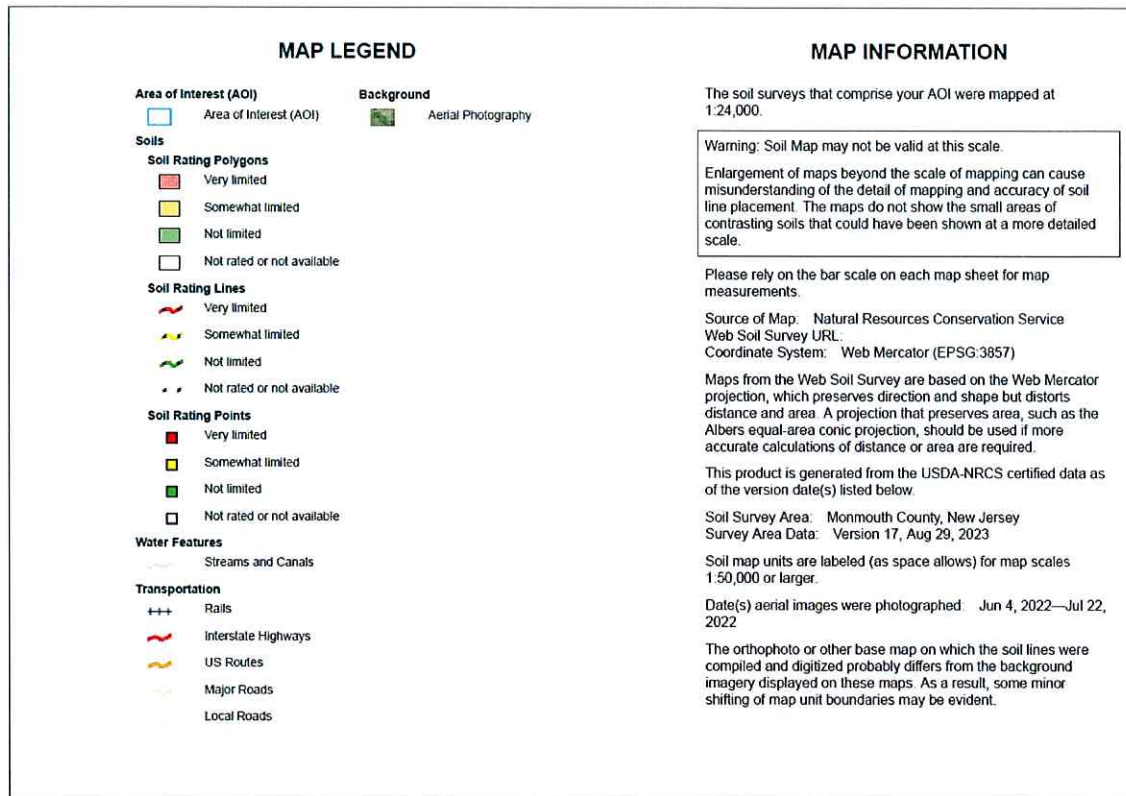 MAP LEGEND
Area of Interest (AOI)
Area of Interest (AOI)
Soils
Soil Rating Polygons
Very limited
Somewhat limited
Not limited
Not rated or not available
Soil Rating Lines
Very limited
Somewhat limited
Not limited
Not rated or not available
Soil Rating Points
Very limited
Somewhat limited
Not limited
Not rated or not available
Water Features
Streams and Canals
Transportation
Rails
Interstate Highways
US Routes
Major Roads
Local Roads
Background
Aerial Photography
MAP INFORMATION
The soil surveys that comprise your AOI were mapped at
1:24,000.
Warning: Soil Map may not be valid at this scale.
Enlargement of maps beyond the scale of mapping can cause
misunderstanding of the detail of mapping and accuracy of soil
line placement. The maps do not show the small areas of
contrasting soils that could have been shown at a more detailed
scale.
Please rely on the bar scale on each map sheet for map
measurements.
Source of Map: Natural Resources Conservation Service
Web Soil Survey URL:
Coordinate System: Web Mercator (EPSG:3857)
Maps from the Web Soil Survey are based on the Web Mercator
projection, which preserves direction and shape but distorts
distance and area. A projection that preserves area, such as the
Albers equal-area conic projection, should be used if more
accurate calculations of distance or area are required.
This product is generated from the USDA-NRCS certified data as
of the version date(s) listed below.
Soil Survey Area: Monmouth County, New Jersey
Survey Area Data: Version 17, Aug 29, 2023
Soil map units are labeled (as space allows) for map scales
1:50,000 or larger.
Date(s) aerial images were photographed: Jun 4, 2022—Jul 22,
2022
The orthophoto or other base map on which the soil lines were
compiled and digitized probably differs from the background
imagery displayed on these maps. As a result, some minor
shifting of map unit boundaries may be evident.